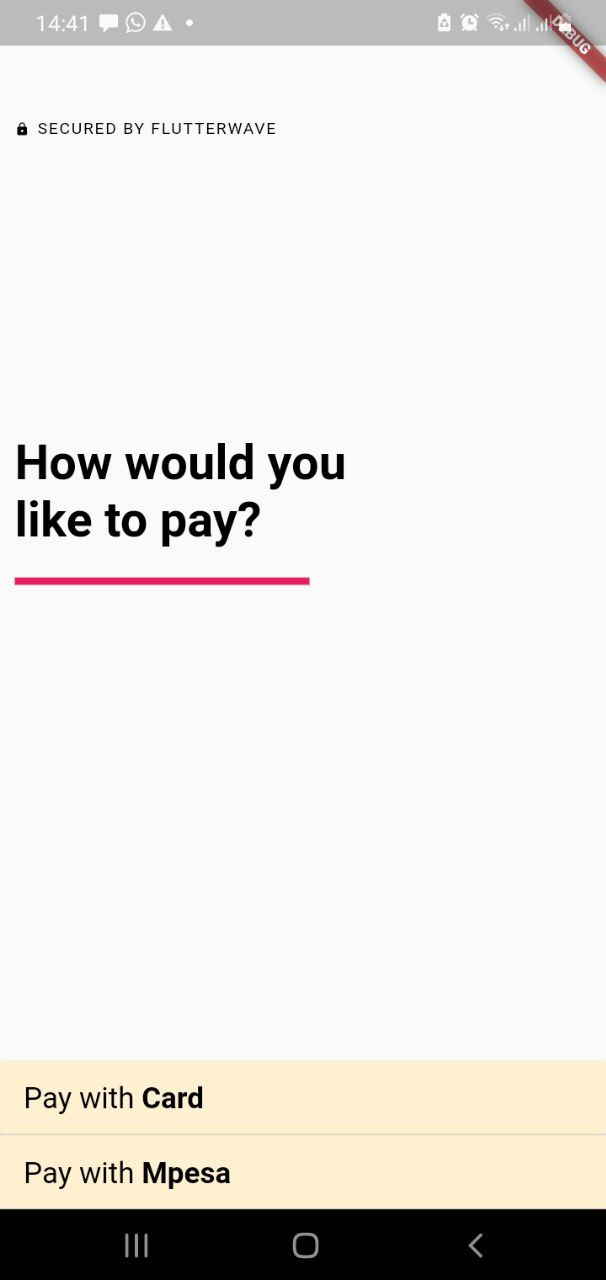 14:41
DEBUG
SECURED BY FLUTTERWAVE
How would you
like to pay?
Pay with Card
Pay with Mpesa